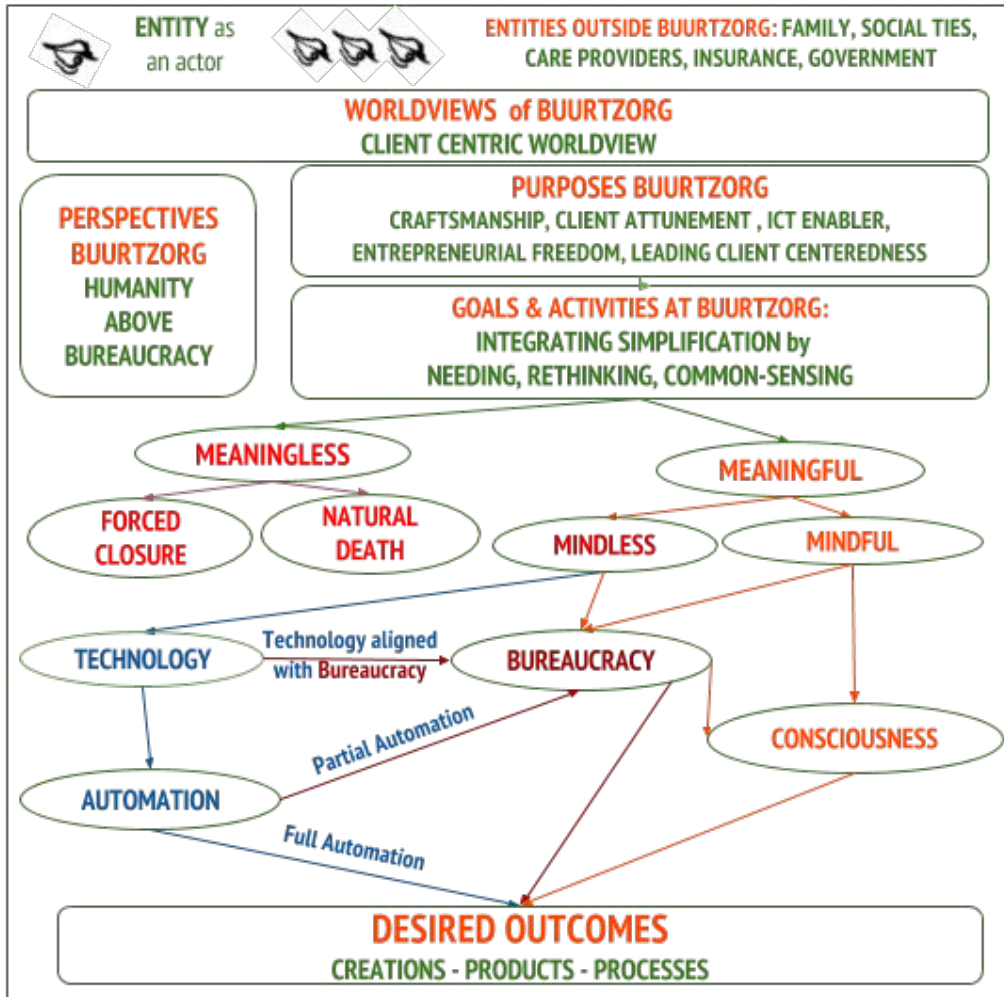 ENTITY as
an actor
ENTITIES OUTSIDE BUURTZORG: FAMILY, SOCIAL TIES,
CARE PROVIDERS, INSURANCE, GOVERNMENT
WORLDVIEWS of BUURTZORG
CLIENT CENTRIC WORLDVIEW
PERSPECTIVES
BUURTZORG
HUMANITY
ABOVE
BUREAUCRACY
PURPOSES BUURTZORG
CRAFTSMANSHIP, CLIENT ATTUNEMENT , ICT ENABLER,
ENTREPRENEURIAL FREEDOM, LEADING CLIENT CENTEREDNESS
GOALS & ACTIVITIES AT BUURTZORG:
INTEGRATING SIMPLIFICATION by
NEEDING, RETHINKING, COMMON-SENSING
MEANINGLESS
MEANINGFUL
FORCED
CLOSURE
NATURAL
DEATH
MINDLESS
MINDFUL
TECHNOLOGY
Technology aligned
with Bureaucracy
BUREAUCRACY
CONSCIOUSNESS
Partial Automation
AUTOMATION
Full Automation
DESIRED OUTCOMES
CREATIONS - PRODUCTS - PROCESSES